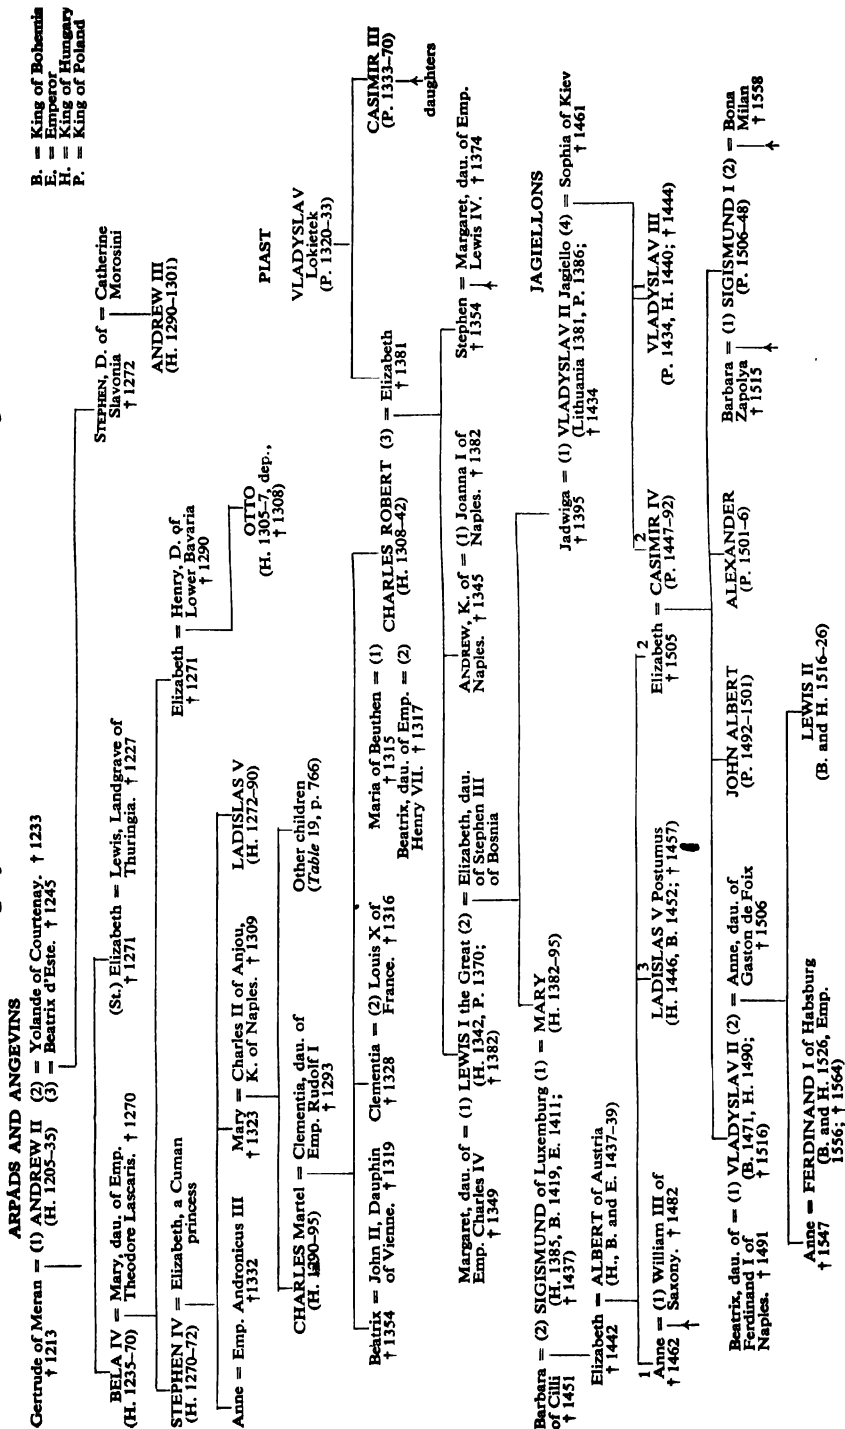 ARPÁDS AND ANGEVINS
B. = King of Bohemia
E. = Emperor
H. = King of Hungary
P. = King of Poland
Gertrude of Meran = (1) ANDREW II (2) = Yolande of Courtenay. † 1233
† 1213 (H. 1205–35) (3) = Beatrix d'Este. † 1245
BELA IV = Mary, dau. of Emp.
(H. 1235–70) Theodore Lascaris. † 1270
(St.) Elizabeth = Lewis, Landgrave of
† 1271 Thuringia. † 1227
STEPHEN, D. of = Catherine
Slavonia Morosini
† 1272
ANDREW III
(H. 1290–1301)
STEPHEN IV = Elizabeth, a Cuman
(H. 1270–72) princess
Elizabeth = Henry, D. of
† 1271 Lower Bavaria
† 1290
OTTO
(H. 1305–7, dep.,
† 1308)
Anne = Emp. Andronicus III
†1332
Mary = Charles II of Anjou,
† 1323 K. of Naples. † 1309
LADISLAS V
(H. 1272–90)
CHARLES Martel = Clementia, dau. of
(H. 1290–95) Emp. Rudolf I
† 1293
Other children
(Table 19, p. 766)
PIAST
VLADYSLAV
Lokietek
(P. 1320–33)
Beatrix = John II, Dauphin
† 1354 of Vienne. † 1319
Clementia = (2) Louis X of
† 1328 France. † 1316
Maria of Beuthen = (1)
† 1315
Beatrix, dau. of Emp. = (2)
Henry VII. † 1317
CHARLES ROBERT (3) = Elizabeth
(H. 1308–42) † 1381
CASIMIR III
(P. 1333–70)
daughters
Margaret, dau. of = (1) LEWIS I the Great (2) = Elizabeth, dau.
Emp. Charles IV (H. 1342, P. 1370; of Stephen III
† 1349 † 1382) of Bosnia
ANDREW, K. of = (1) Joanna I of
Naples. † 1345 Naples. † 1382
Stephen = Margaret, dau. of Emp.
† 1354 Lewis IV. † 1374
JAGIELLONS
Barbara = (2) SIGISMUND of Luxemburg (1) = MARY
of Cilli (H. 1385, B. 1419, E. 1411; (H. 1382–95)
† 1451 † 1437)
Jadwiga = (1) VLADYSLAV II Jagiello (4) = Sophia of Kiev
† 1395 (Lithuania 1381, P. 1386; † 1461
† 1434
Elizabeth = ALBERT of Austria
† 1442 (H., B. and E. 1437–39)
1 3 2 2 1
Anne = (1) William III of
† 1462 Saxony. † 1482
LADISLAS V Postumus
(H. 1446, B. 1452; † 1457)
Elizabeth = CASIMIR IV
† 1505 (P. 1447–92)
VLADYSLAV III
(P. 1434, H. 1440; † 1444)
Beatrix, dau. of = (1) VLADYSLAV II (2) = Anne, dau. of
Ferdinand I of (B. 1471, H. 1490; Gaston de Foix
Naples. † 1491 † 1516) † 1506
JOHN ALBERT
(P. 1492–1501)
ALEXANDER
(P. 1501–6)
Barbara = (1) SIGISMUND I (2) = Bona
Zapolya (P. 1506–48) Milan
† 1515 † 1558
Anne = FERDINAND I of Habsburg
† 1547 (B. and H. 1526, Emp.
1556; † 1564)
LEWIS II
(B. and H. 1516–26)